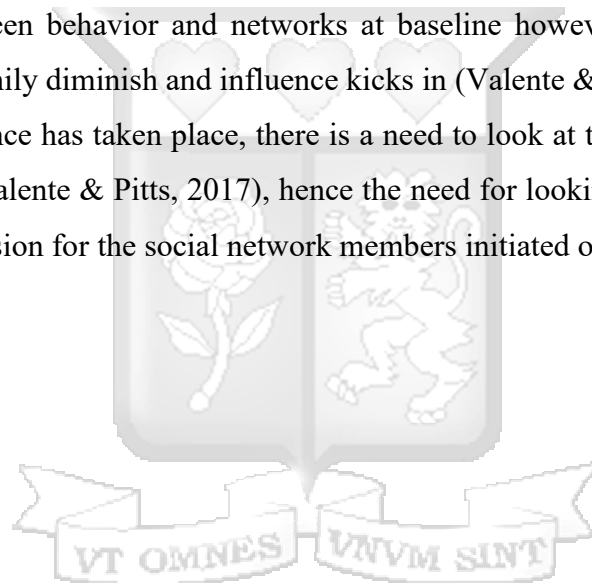 een behavior and networks at baseline howev
nily diminish and influence kicks in (Valente &
nce has taken place, there is a need to look at t
alente & Pitts, 2017), hence the need for looki
sion for the social network members initiated o
VT OMNES VNVM SINT